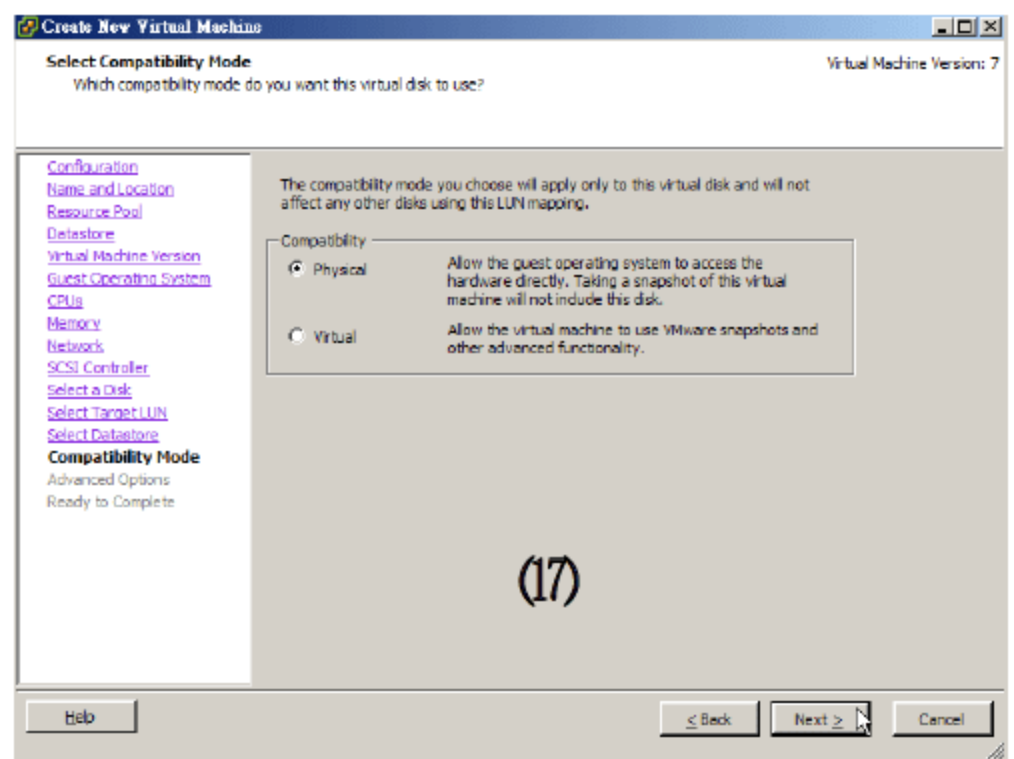 Create New Virtual Machine
Select Compatibility Mode
Which compatibility mode do you want this virtual disk to use?
Virtual Machine Version: 7
Configuration
Name and Location
Resource Pool
Datastore
Virtual Machine Version
Guest Operating System
CPUs
Memory
Network
SCSI Controller
Select a Disk
Select Target LUN
Select Datastore
Compatibility Mode
Advanced Options
Ready to Complete
The compatibility mode you choose will apply only to this virtual disk and will not
affect any other disks using this LUN mapping.
Compatibility
Physical
Allow the guest operating system to access the
hardware directly. Taking a snapshot of this virtual
machine will not include this disk.
Virtual
Allow the virtual machine to use VMware snapshots and
other advanced functionality.
(17)
Help
< Back
Next >
Cancel